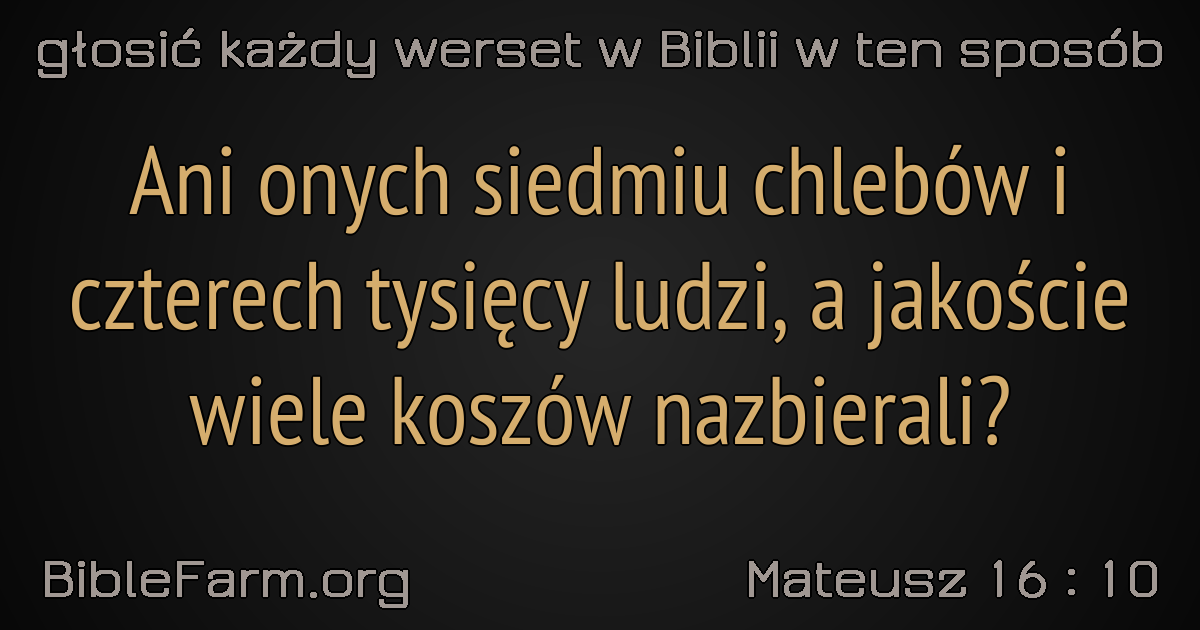 głosić każdy werset w Biblii w ten sposób
Ani onych siedmiu chlebów i
czterech tysięcy ludzi, a jakoście
wiele koszów nazbierali?
BibleFarm.org
Mateusz 16 : 10